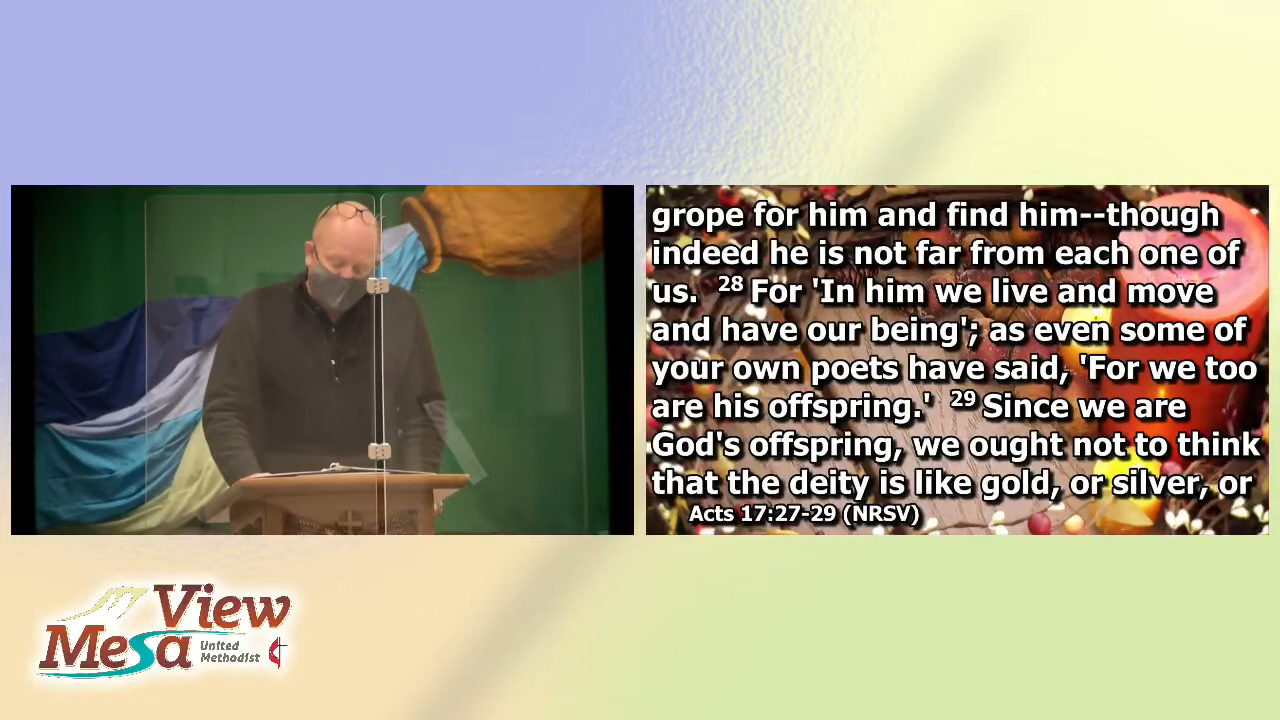 grope for him and find him--though
indeed he is not far from each one of
us. 28 For 'In him we live and move
and have our being'; as even some of
your own poets have said, 'For we too
are his offspring.' 29 Since we are
God's offspring, we ought not to think
that the deity is like gold, or silver, or
Acts 17:27-29 (NRSV)
View
Mesa
United
Methodist